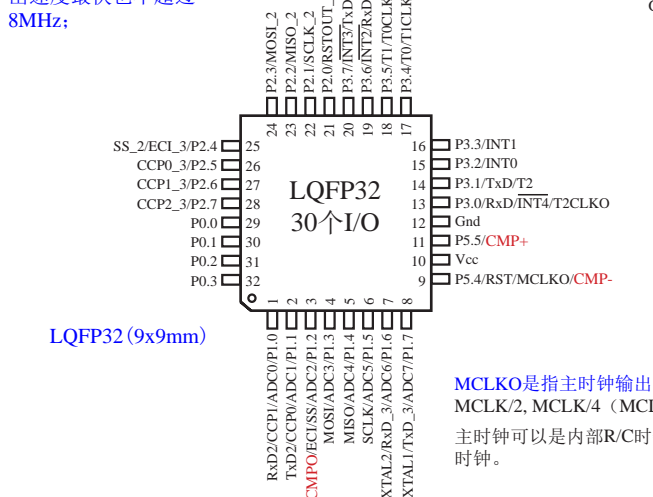 8MHz；
P2.3/MOSI_2
P2.2/MISO_2
P2.1/SCLK_2
P2.0/RSTOUT_
P3.7/INT3/TxD
P3.6/INT2/RxD
P3.5/T1/T0CLK
P3.4/T0/T1CLK
24 23 22 21 20 19 18 17
SS_2/ECI_3/P2.4 25
CCP0_3/P2.5 26
CCP1_3/P2.6 27
CCP2_3/P2.7 28
P0.0 29
P0.1 30
P0.2 31
P0.3 32
LQFP32
30个I/O
16 P3.3/INT1
15 P3.2/INT0
14 P3.1/TxD/T2
13 P3.0/RxD/INT4/T2CLKO
12 Gnd
11 P5.5/CMP+
10 Vcc
9 P5.4/RST/MCLKO/CMP-
1 2 3 4 5 6 7 8
RxD2/CCP1/ADC0/P1.0
TxD2/CCP0/ADC1/P1.1
CMPO/ECI/SS/ADC2/P1.2
MOSI/ADC3/P1.3
MISO/ADC4/P1.4
SCLK/ADC5/P1.5
XTAL2/RxD_3/ADC6/P1.6
XTAL1/TxD_3/ADC7/P1.7
LQFP32（9x9mm）
MCLKO是指主时钟输出
MCLK/2, MCLK/4（MCL
主时钟可以是内部R/C时
时钟。